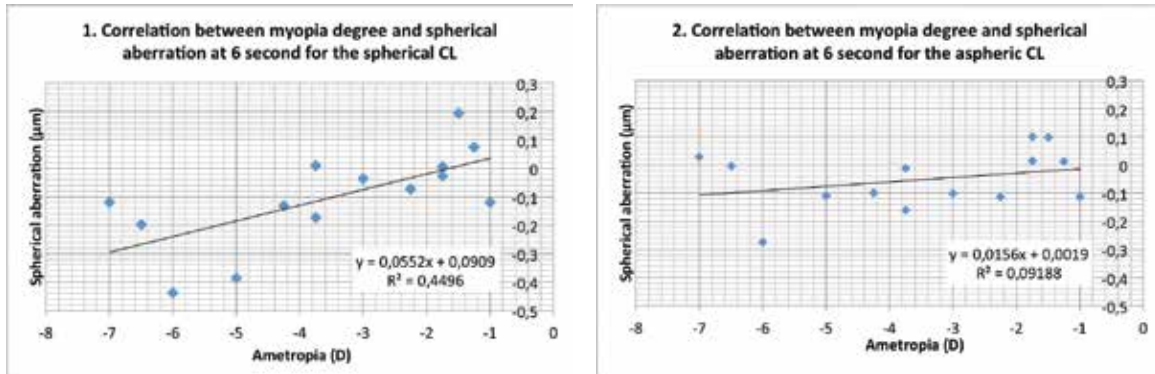 1. Correlation between myopia degree and spherical
aberration at 6 second for the spherical CL
0,3
0,2
0,1
0
-0,1
-0,2
-0,3
-0,4
-0,5
Spherical aberration (µm)
y = 0,0552x + 0,0909
R² = 0,4496
-8 -7 -6 -5 -4 -3 -2 -1 0
Ametropia (D)
2. Correlation between myopia degree and spherical
aberration at 6 second for the aspheric CL
0,3
0,2
0,1
0
-0,1
-0,2
-0,3
-0,4
-0,5
Spherical aberration (µm)
y = 0,0156x + 0,0019
R² = 0,09188
-8 -7 -6 -5 -4 -3 -2 -1 0
Ametropia (D)